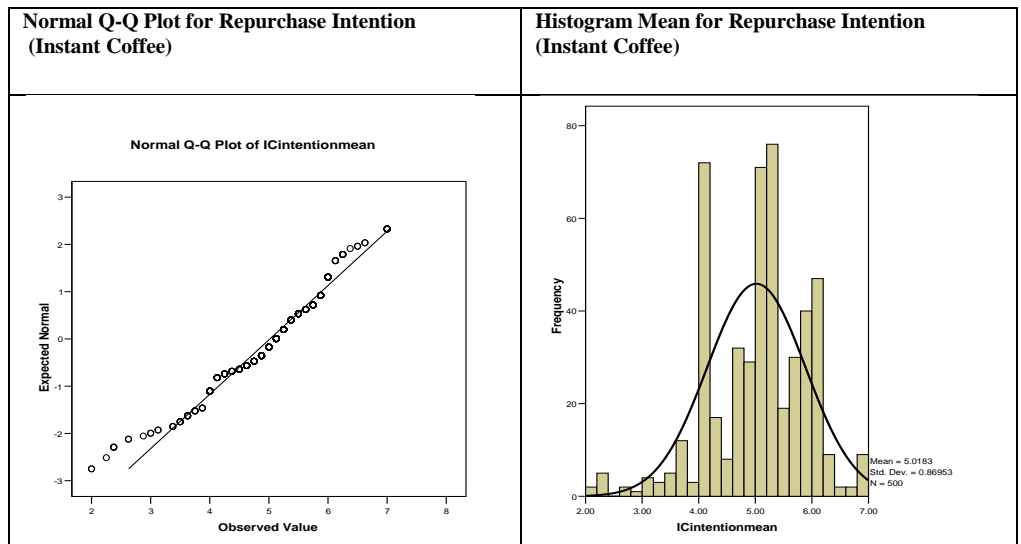 Normal Q-Q Plot for Repurchase Intention
(Instant Coffee)
Histogram Mean for Repurchase Intention
(Instant Coffee)
Normal Q-Q Plot of ICintentionmean
3
2
1
0
-1
-2
-3
Expected Normal
2 3 4 5 6 7 8
Observed Value
80
60
40
20
0
Frequency
2.00 3.00 4.00 5.00 6.00 7.00
ICintentionmean
Mean = 5.0183
Std. Dev. = 0.86953
N = 500